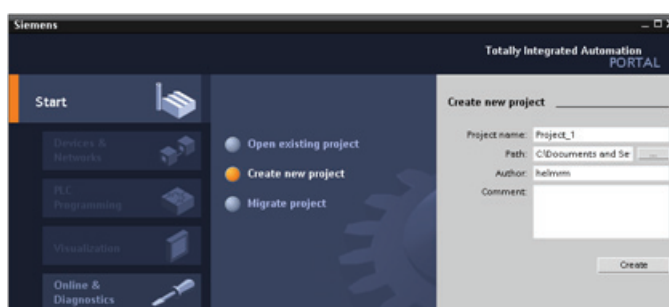 Siemens
Totally Integrated Automation
PORTAL
Start
Devices &
Networks
PLC
Programming
Visualization
Online &
Diagnostics
Open existing project
Create new project
Migrate project
Create new project
Project name: Project_1
Path: C:\Documents and Se ...
Author: helmrm
Comment:
Create